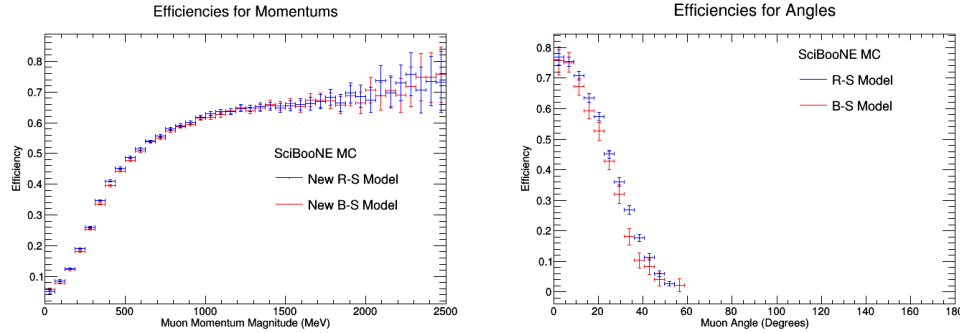 Efficiencies for Momentums
Efficiency
0.8
0.7
0.6
0.5
0.4
0.3
0.2
0.1
SciBooNE MC
New R-S Model
New B-S Model
0 500 1000 1500 2000 2500
Muon Momentum Magnitude (MeV)
Efficiencies for Angles
Efficiency
0.8
0.7
0.6
0.5
0.4
0.3
0.2
0.1
0
SciBooNE MC
R-S Model
B-S Model
0 20 40 60 80 100 120 140 160 180
Muon Angle (Degrees)